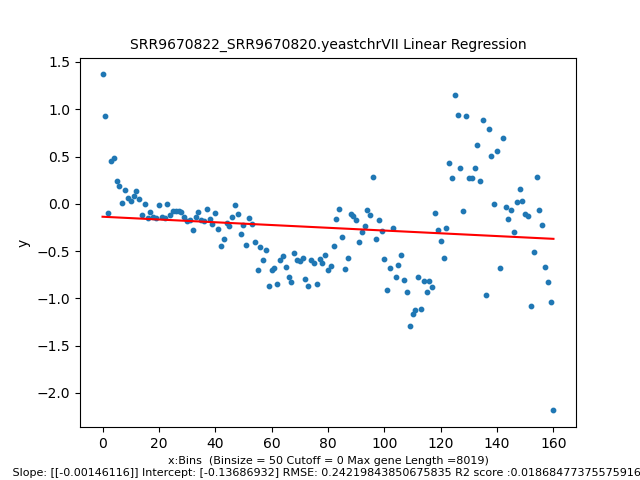 SRR9670822_SRR9670820.yeastchrVII Linear Regression
1.5
1.0
0.5
0.0
−0.5
−1.0
−1.5
−2.0
y
0 20 40 60 80 100 120 140 160
x:Bins (Binsize = 50 Cutoff = 0 Max gene Length =8019)
Slope: [[-0.00146116]] Intercept: [-0.13686932] RMSE: 0.24219843850675835 R2 score :0.01868477375575916